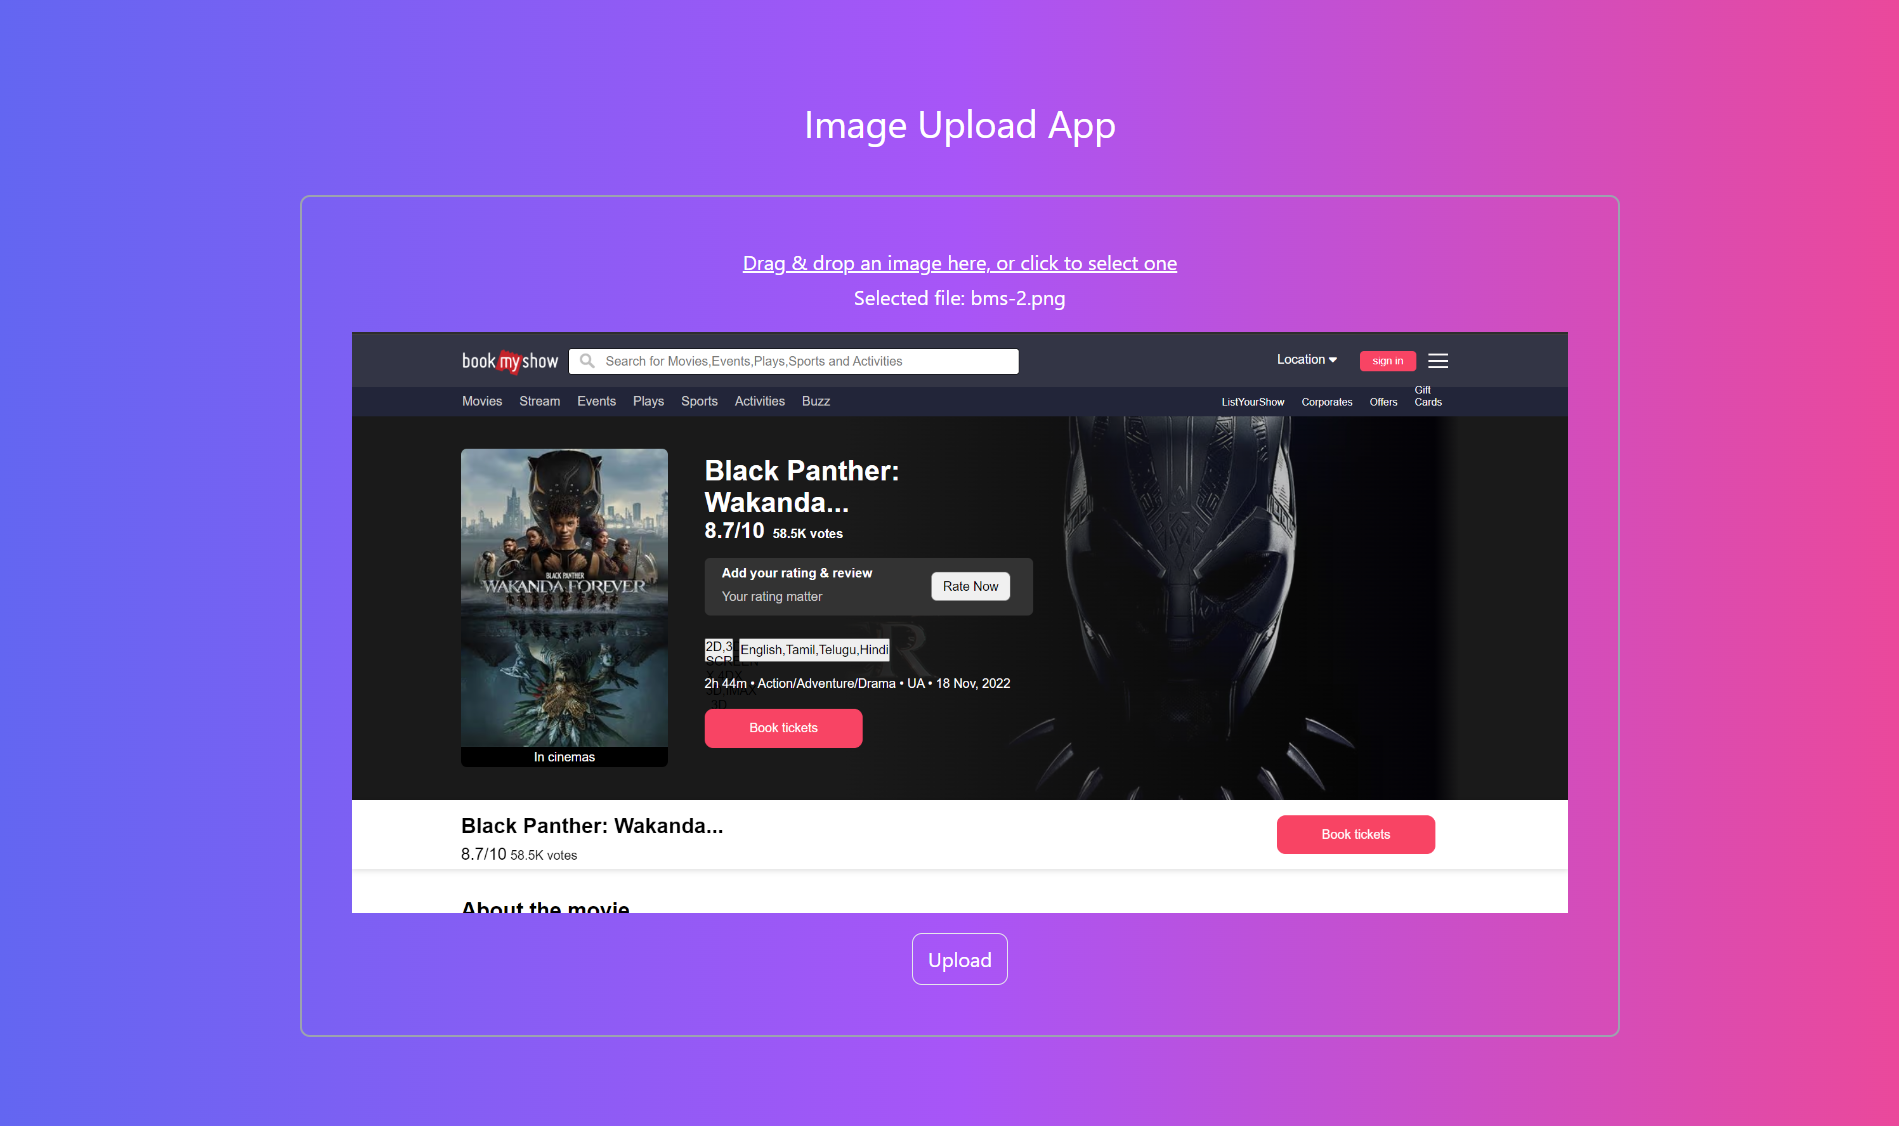 Image Upload App
Drag & drop an image here, or click to select one
Selected file: bms-2.png
book my show
Search for Movies,Events,Plays,Sports and Activities
Location
sign in
Movies Stream Events Plays Sports Activities Buzz
ListYourShow Corporates Offers Gift Cards
Black Panther:
Wakanda...
8.7/10 58.5K votes
Add your rating & review
Your rating matter
Rate Now
BLACK PANTHER
WAKANDA FOREVER
In cinemas
English,Tamil,Telugu,Hindi
2h 44m • Action/Adventure/Drama • UA • 18 Nov, 2022
Book tickets
Black Panther: Wakanda...
8.7/10 58.5K votes
Book tickets
About the movie
Upload